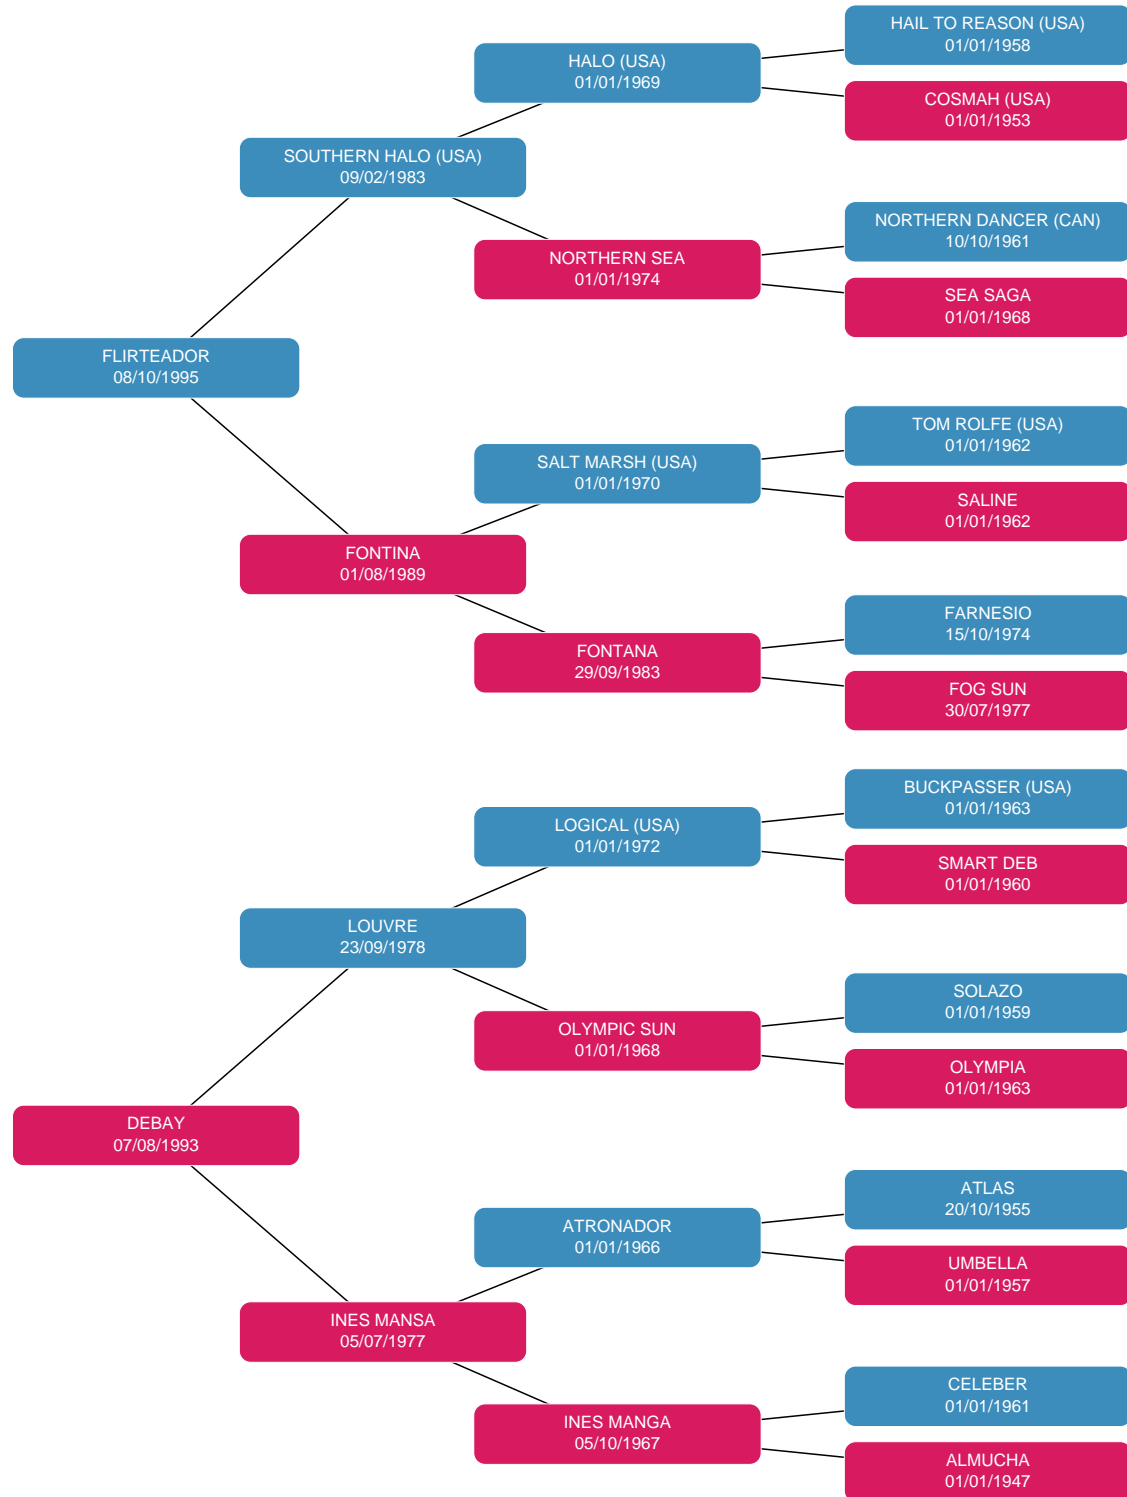 HAIL TO REASON (USA)
01/01/1958
HALO (USA)
01/01/1969
COSMAH (USA)
01/01/1953
SOUTHERN HALO (USA)
09/02/1983
NORTHERN DANCER (CAN)
10/10/1961
NORTHERN SEA
01/01/1974
SEA SAGA
01/01/1968
FLIRTEADOR
08/10/1995
TOM ROLFE (USA)
01/01/1962
SALT MARSH (USA)
01/01/1970
SALINE
01/01/1962
FONTINA
01/08/1989
FARNESIO
15/10/1974
FONTANA
29/09/1983
FOG SUN
30/07/1977
BUCKPASSER (USA)
01/01/1963
LOGICAL (USA)
01/01/1972
SMART DEB
01/01/1960
LOUVRE
23/09/1978
SOLAZO
01/01/1959
OLYMPIC SUN
01/01/1968
OLYMPIA
01/01/1963
DEBAY
07/08/1993
ATLAS
20/10/1955
ATRONADOR
01/01/1966
UMBELLA
01/01/1957
INES MANSA
05/07/1977
CELEBER
01/01/1961
INES MANGA
05/10/1967
ALMUCHA
01/01/1947